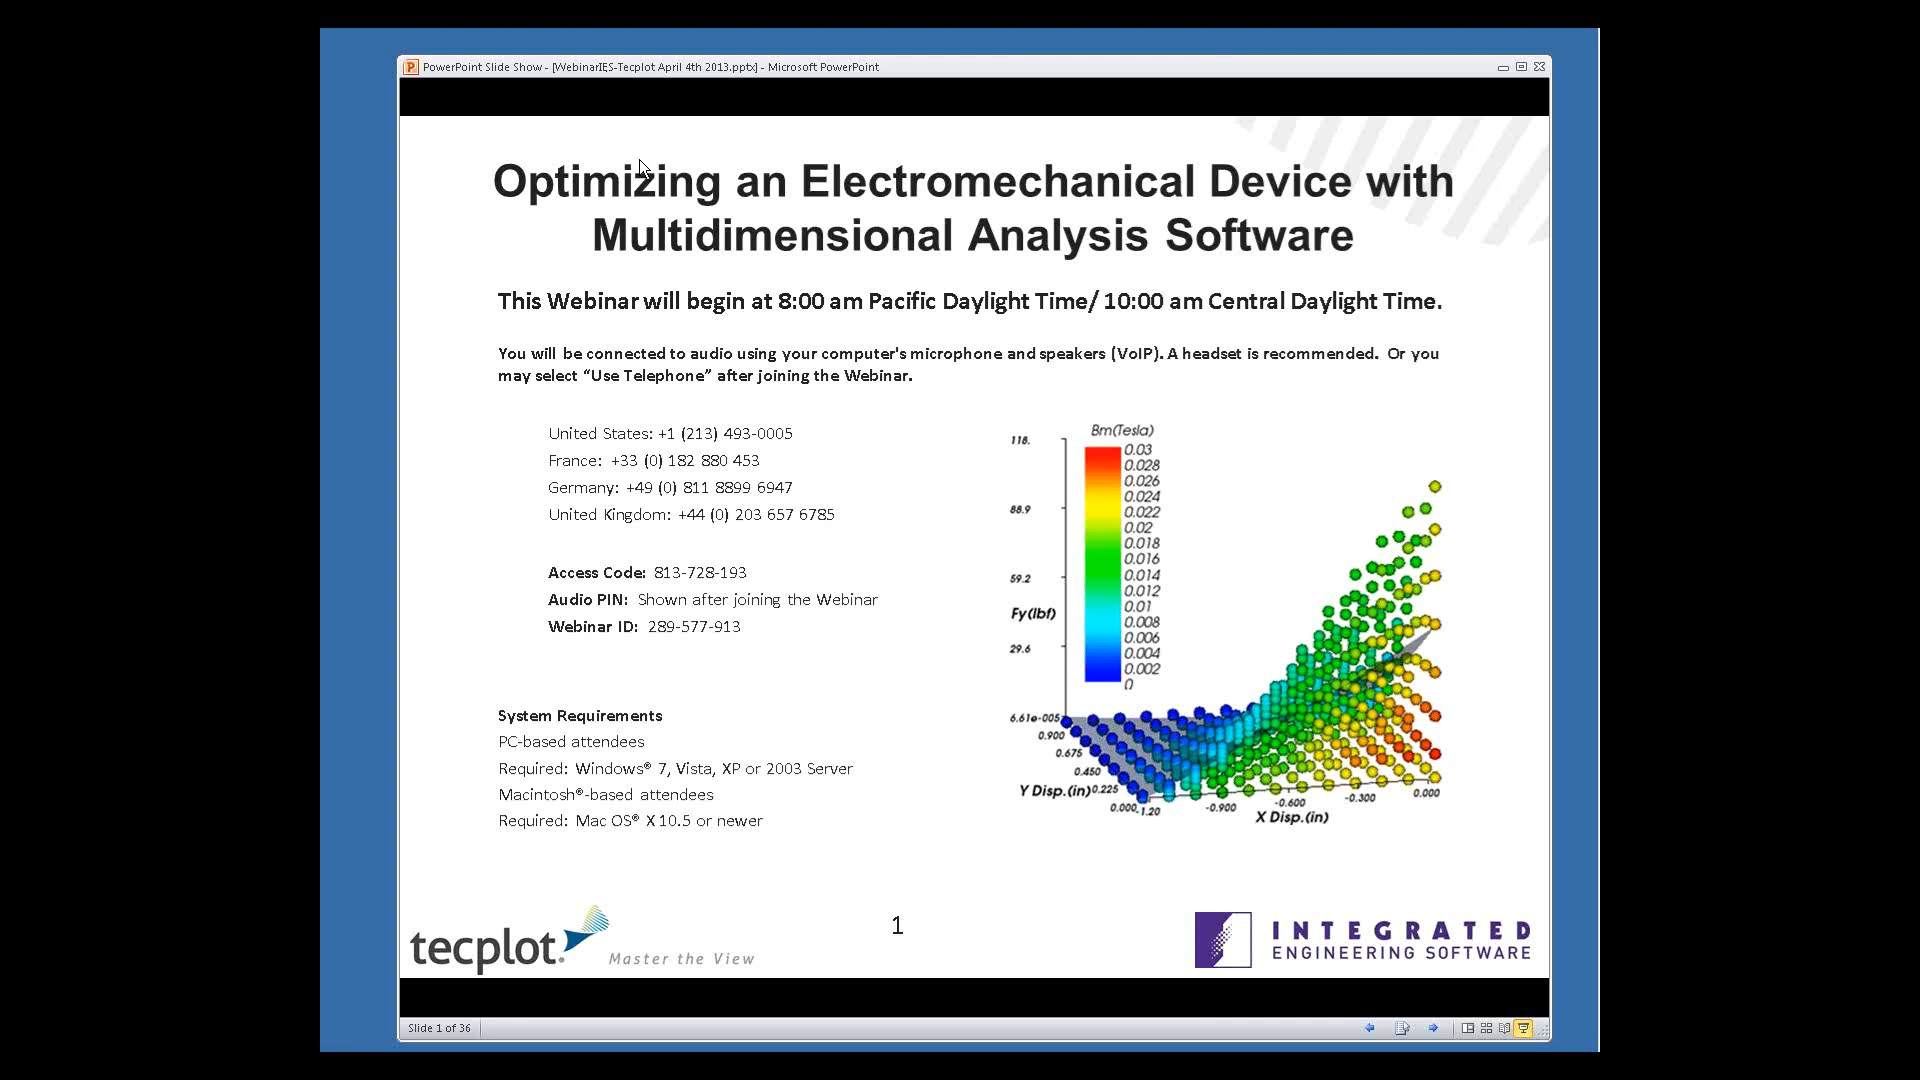 PowerPoint Slide Show - [WebinarIES-Tecplot April 4th 2013.pptx] - Microsoft PowerPoint
Optimizing an Electromechanical Device with
Multidimensional Analysis Software
This Webinar will begin at 8:00 am Pacific Daylight Time/ 10:00 am Central Daylight Time.
You will be connected to audio using your computer's microphone and speakers (VoIP). A headset is recommended. Or you
may select “Use Telephone” after joining the Webinar.
United States: +1 (213) 493-0005
France: +33 (0) 182 880 453
Germany: +49 (0) 811 8899 6947
United Kingdom: +44 (0) 203 657 6785
Access Code: 813-728-193
Audio PIN: Shown after joining the Webinar
Webinar ID: 289-577-913
System Requirements
PC-based attendees
Required: Windows® 7, Vista, XP or 2003 Server
Macintosh®-based attendees
Required: Mac OS® X 10.5 or newer
Bm(Tesla)
0.03
0.028
0.026
0.024
0.022
0.02
0.018
0.016
0.014
0.012
0.01
0.008
0.006
0.004
0.002
0
118.
88.9
59.2
Fy(lbf)
29.6
6.61e-005
0.900
0.675
0.450
Y Disp.(in) 0.225
0.000
-1.20
-0.900
-0.600
-0.300
0.000
X Disp.(in)
tecplot.
Master the View
1
INTEGRATED
ENGINEERING SOFTWARE
Slide 1 of 36